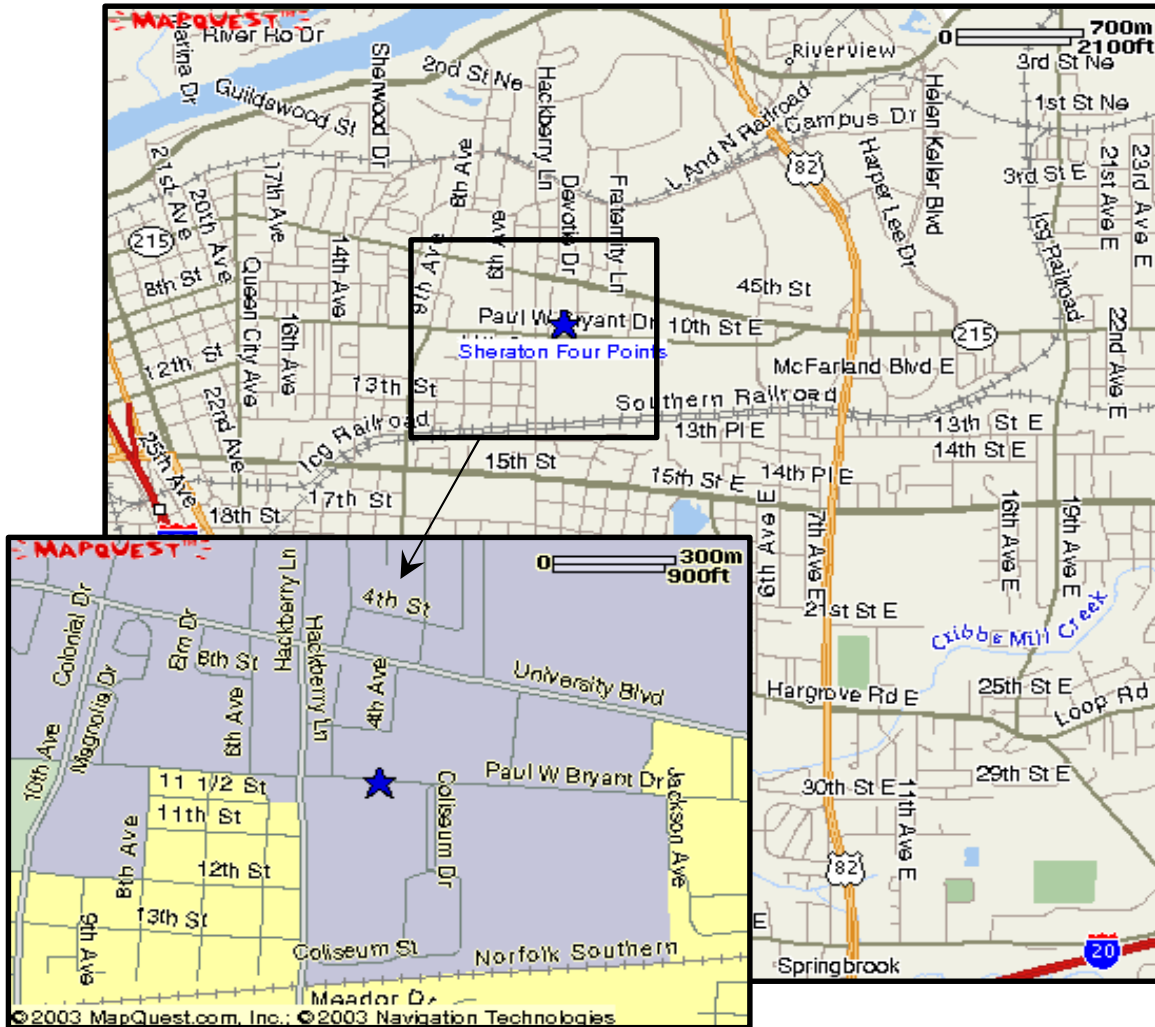 MAPQUEST
River Ro Dr
Marina Dr
Guildswood St
Sherwood Dr
2nd St Ne
Hackberry Ln
Riverview
0 700m
2100ft
3rd St Ne
1st St Ne
L And N Railroad
Campus Dr
Helen Keller Blvd
82
3rd St E
21st Ave E
23rd Ave E
21st Ave
20th Ave
17th Ave
8th Ave
6th Ave
Devotie Dr
Fraternity Ln
Harper Lee Dr
Icg Railroad
215
14th Ave
9th Ave
8th St
Queen City Ave
16th Ave
45th St
Paul W Bryant Dr
10th St E
215
Sheraton Four Points
12th St
13th St
McFarland Blvd E
22nd Ave E
22nd Ave
Southern Railroad
25th Ave
Icg Railroad
13th Pl E
13th St E
14th St E
15th St
15th St E
14th Pl E
17th St
18th St
6th Ave E
7th Ave E
16th Ave E
19th Ave E
21st St E
Cribbs Mill Creek
Hargrove Rd E
25th St E
Loop Rd
29th St E
30th St E
11th Ave E
82
E
20
Springbrook
MAPQUEST
0 300m
900ft
Colonial Dr
Elm Dr
Hackberry Ln
Hackberry Ln
4th St
6th St
University Blvd
Magnolia Dr
6th Ave
4th Ave
10th Ave
11 1/2 St
Paul W Bryant Dr
11th St
8th Ave
Coliseum Dr
Jackson Ave
12th St
13th St
9th Ave
Coliseum St
Norfolk Southern
Meador Dr
©2003 MapQuest.com, Inc.; ©2003 Navigation Technologies